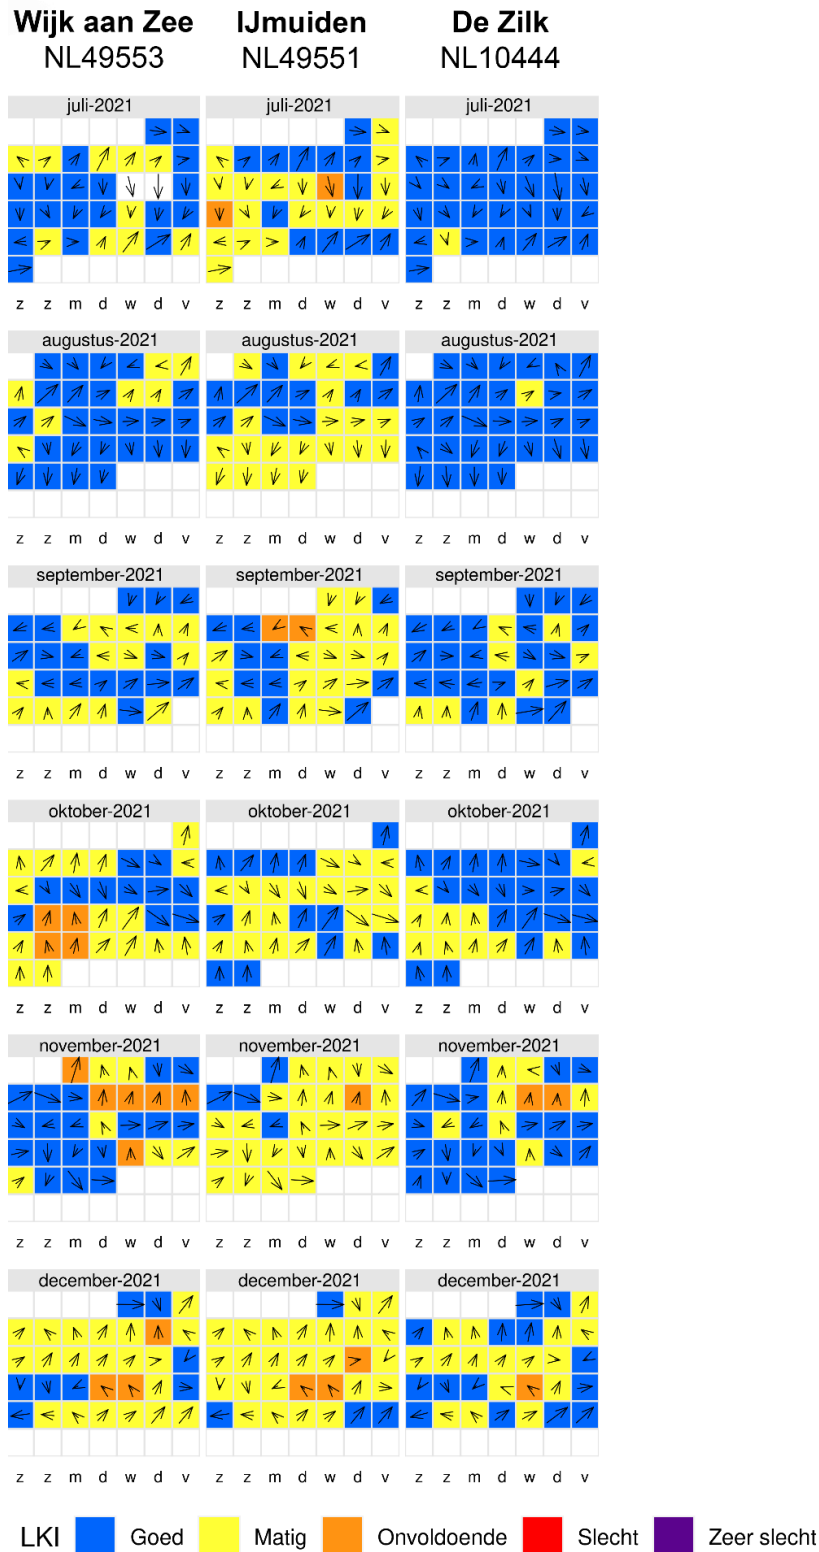 Wijk aan Zee IJmuiden De Zilk
NL49553 NL49551 NL10444
juli-2021 juli-2021 juli-2021
z z m d w d v z z m d w d v z z m d w d v
augustus-2021 augustus-2021 augustus-2021
z z m d w d v z z m d w d v z z m d w d v
september-2021 september-2021 september-2021
z z m d w d v z z m d w d v z z m d w d v
oktober-2021 oktober-2021 oktober-2021
z z m d w d v z z m d w d v z z m d w d v
november-2021 november-2021 november-2021
z z m d w d v z z m d w d v z z m d w d v
december-2021 december-2021 december-2021
z z m d w d v z z m d w d v z z m d w d v
LKI Goed Matig Onvoldoende Slecht Zeer slecht